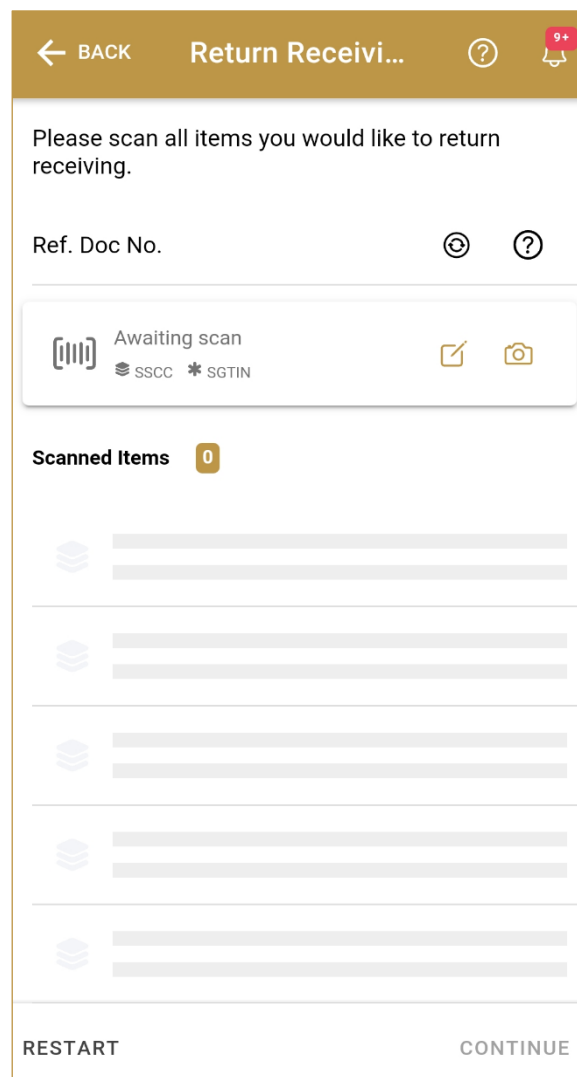 BACK Return Receivi...
9+
Please scan all items you would like to return
receiving.
Ref. Doc No.
Awaiting scan
SSCC SGTIN
Scanned Items 0
RESTART CONTINUE